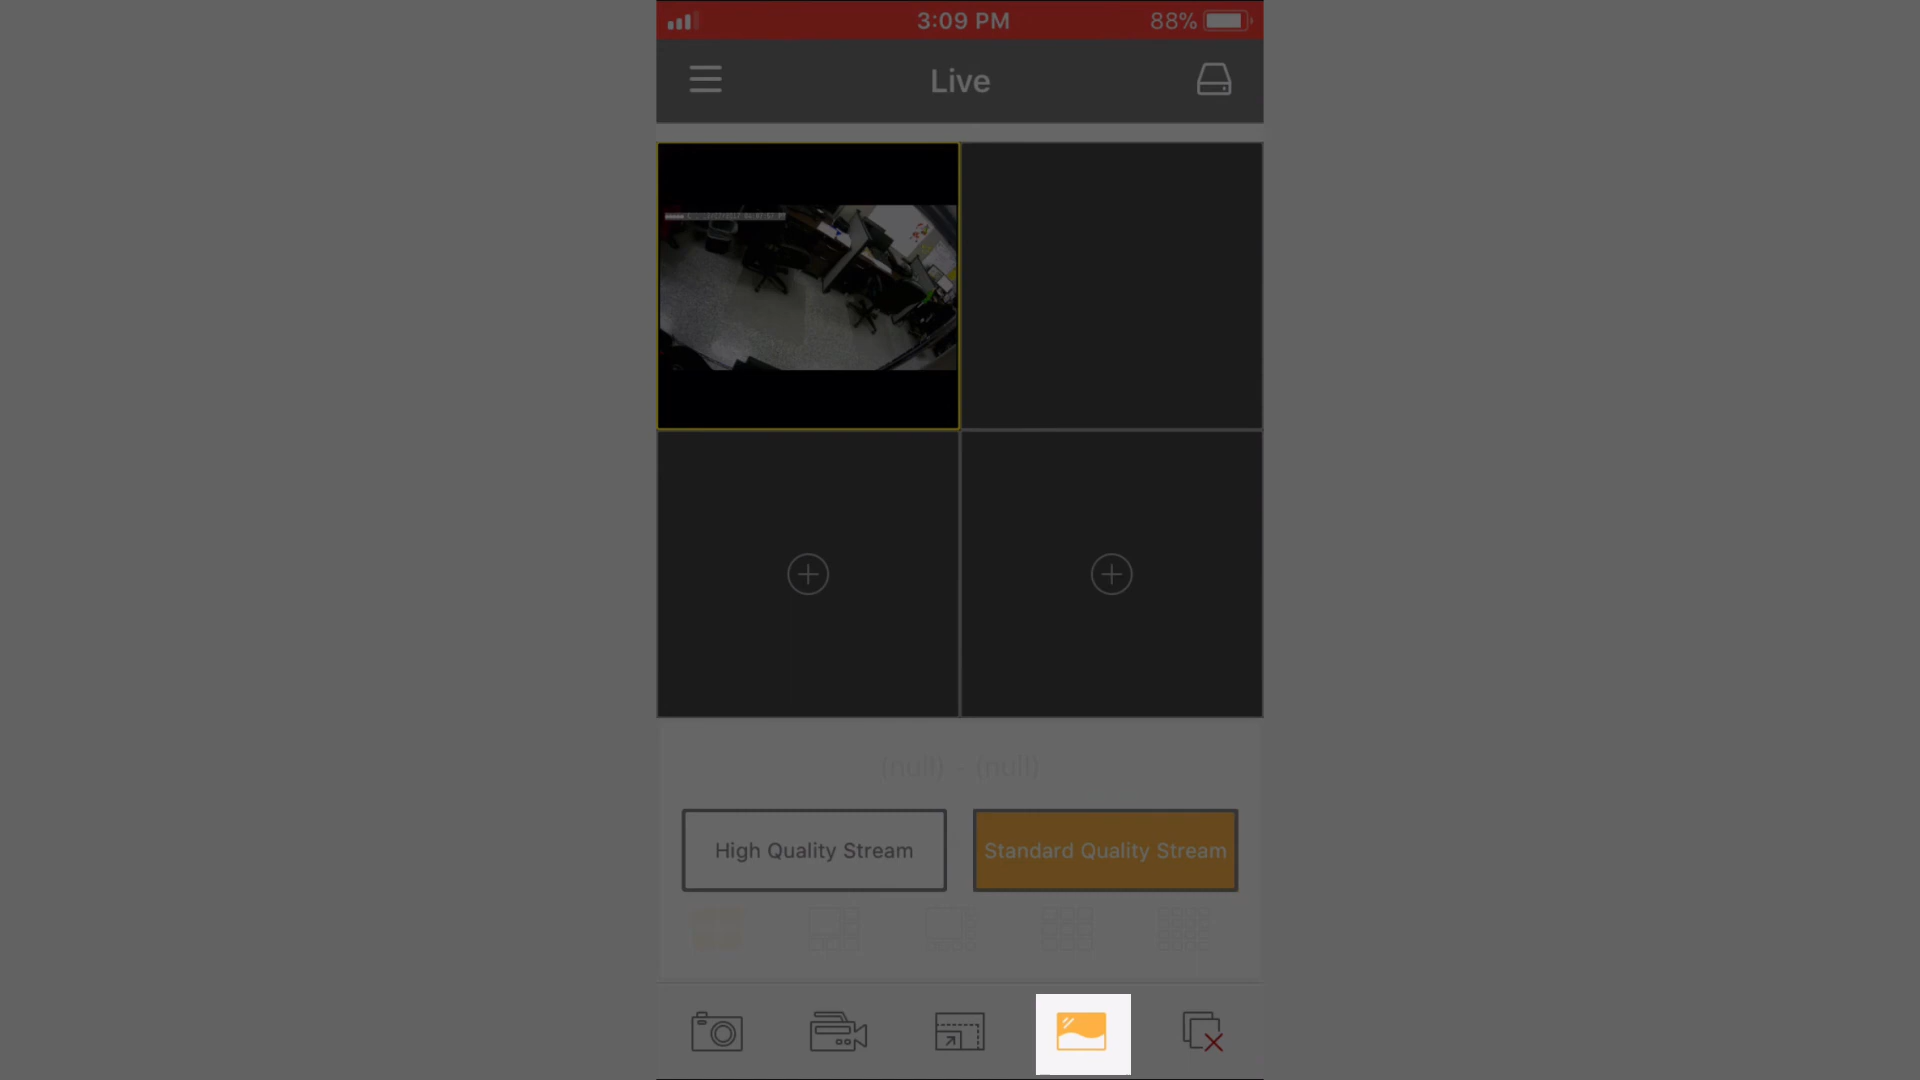 3:09 PM
88%
Live
(null) - (null)
High Quality Stream
Standard Quality Stream